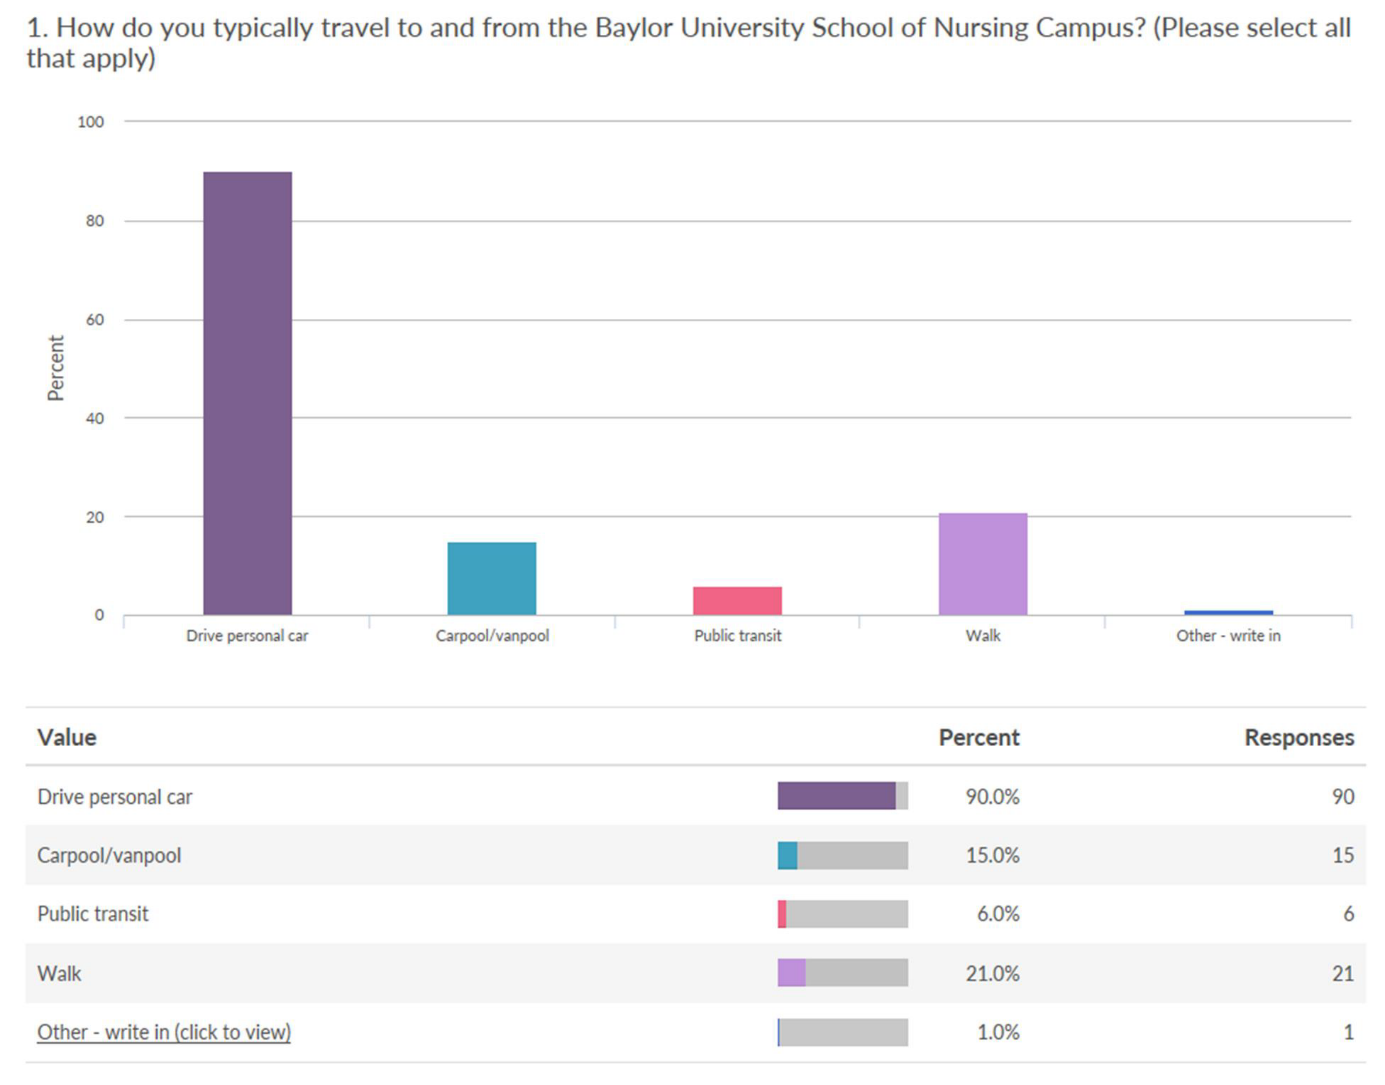 1. How do you typically travel to and from the Baylor University School of Nursing Campus? (Please select all
that apply)
100
80
60
40
20
0
Percent
Drive personal car Carpool/vanpool Public transit Walk Other - write in
Value Percent Responses
Drive personal car 90.0% 90
Carpool/vanpool 15.0% 15
Public transit 6.0% 6
Walk 21.0% 21
Other - write in (click to view) 1.0% 1